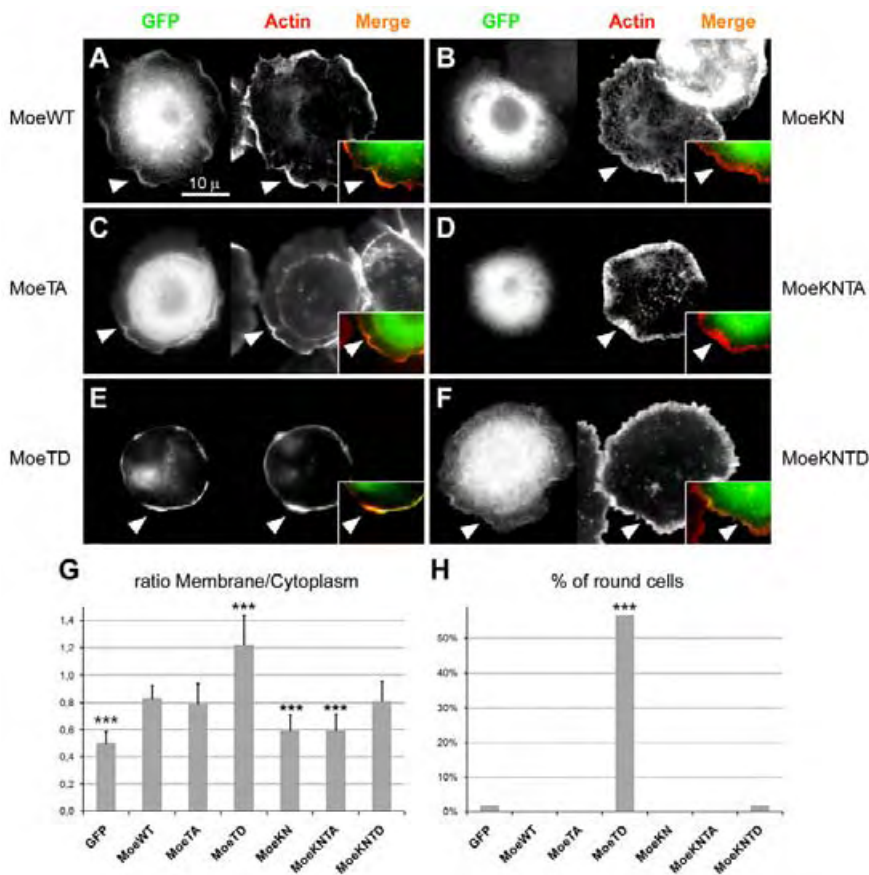 GFP Actin Merge GFP Actin Merge
A B
MoeWT MoeKN
10 μ
C D
MoeTA MoeKNTA
E F
MoeTD MoeKNTD
G ratio Membrane/Cytoplasm
1,4
1,2
1,0
0,8
0,6
0,4
0,2
0,0
***
***
***
***
GFP MoeWT MoeTA MoeTD MoeKN MoeKNTA MoeKNTD
H % of round cells
50%
40%
30%
20%
10%
0%
***
GFP MoeWT MoeTA MoeTD MoeKN MoeKNTA MoeKNTD